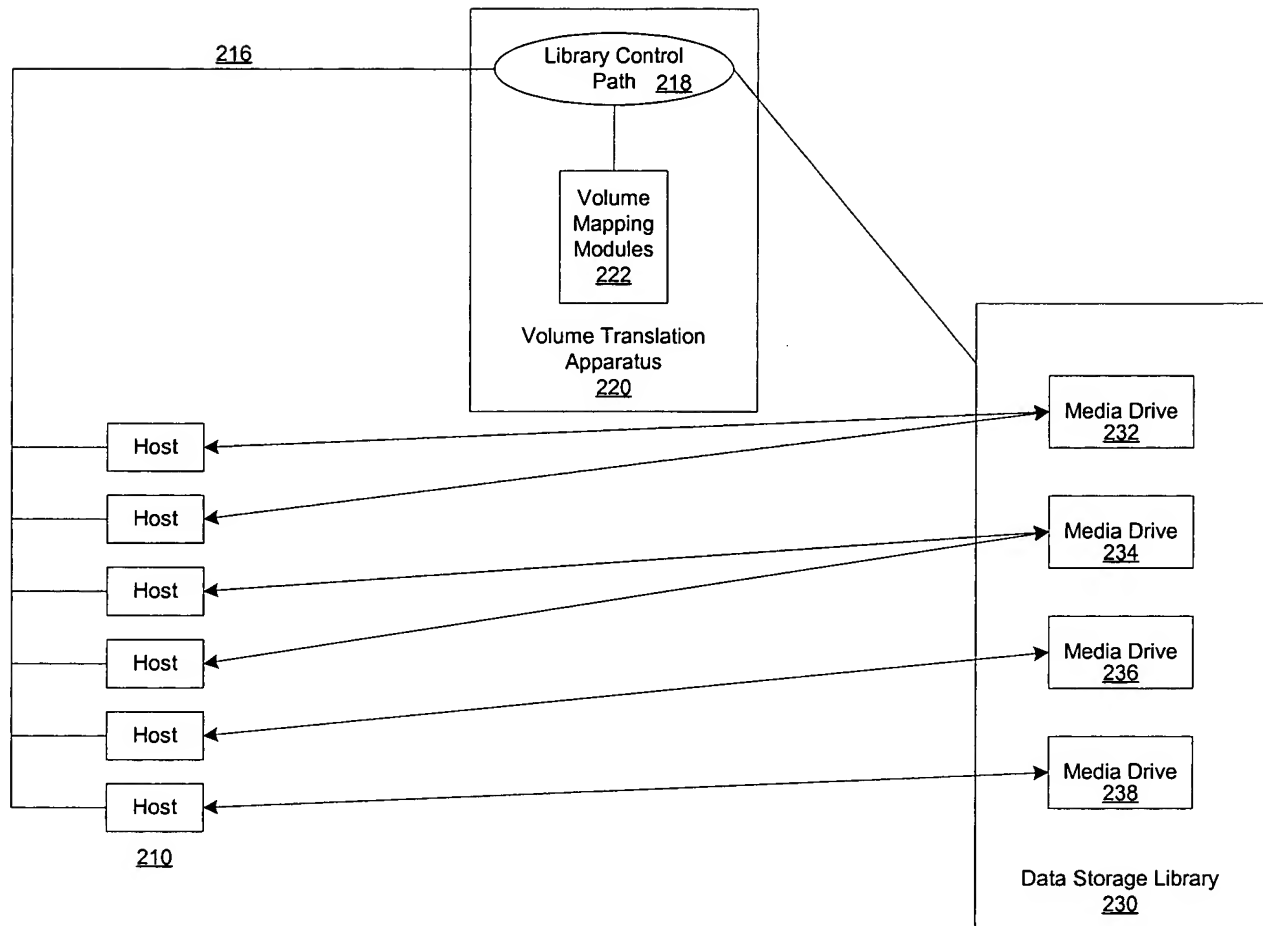 216
Library Control
Path 218
Volume
Mapping
Modules
222
Volume Translation
Apparatus
220
Host
Host
Host
Host
Host
Host
210
Media Drive
232
Media Drive
234
Media Drive
236
Media Drive
238
Data Storage Library
230